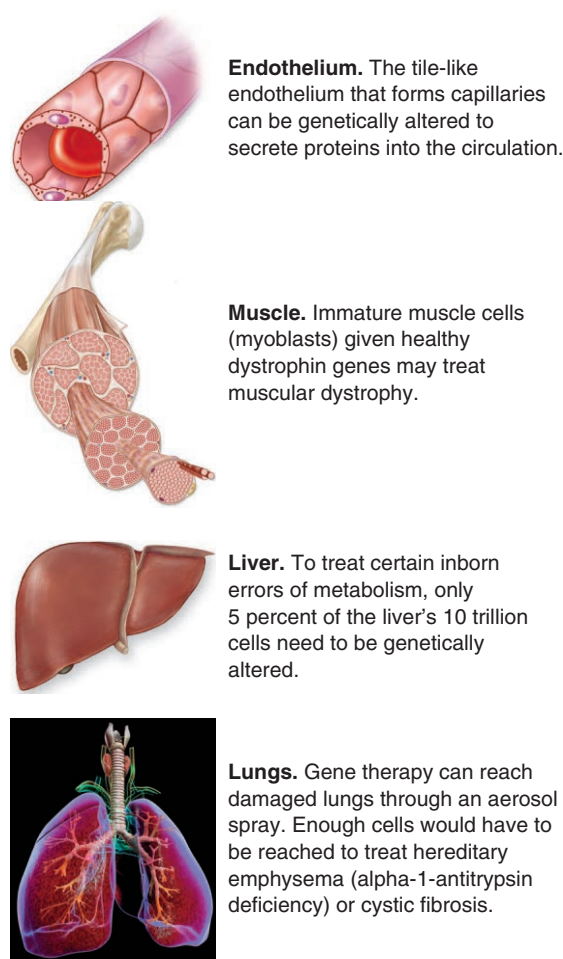 Endothelium. The tile-like
endothelium that forms capillaries
can be genetically altered to
secrete proteins into the circulation.
Muscle. Immature muscle cells
(myoblasts) given healthy
dystrophin genes may treat
muscular dystrophy.
Liver. To treat certain inborn
errors of metabolism, only
5 percent of the liver's 10 trillion
cells need to be genetically
altered.
Lungs. Gene therapy can reach
damaged lungs through an aerosol
spray. Enough cells would have to
be reached to treat hereditary
emphysema (alpha-1-antitrypsin
deficiency) or cystic fibrosis.